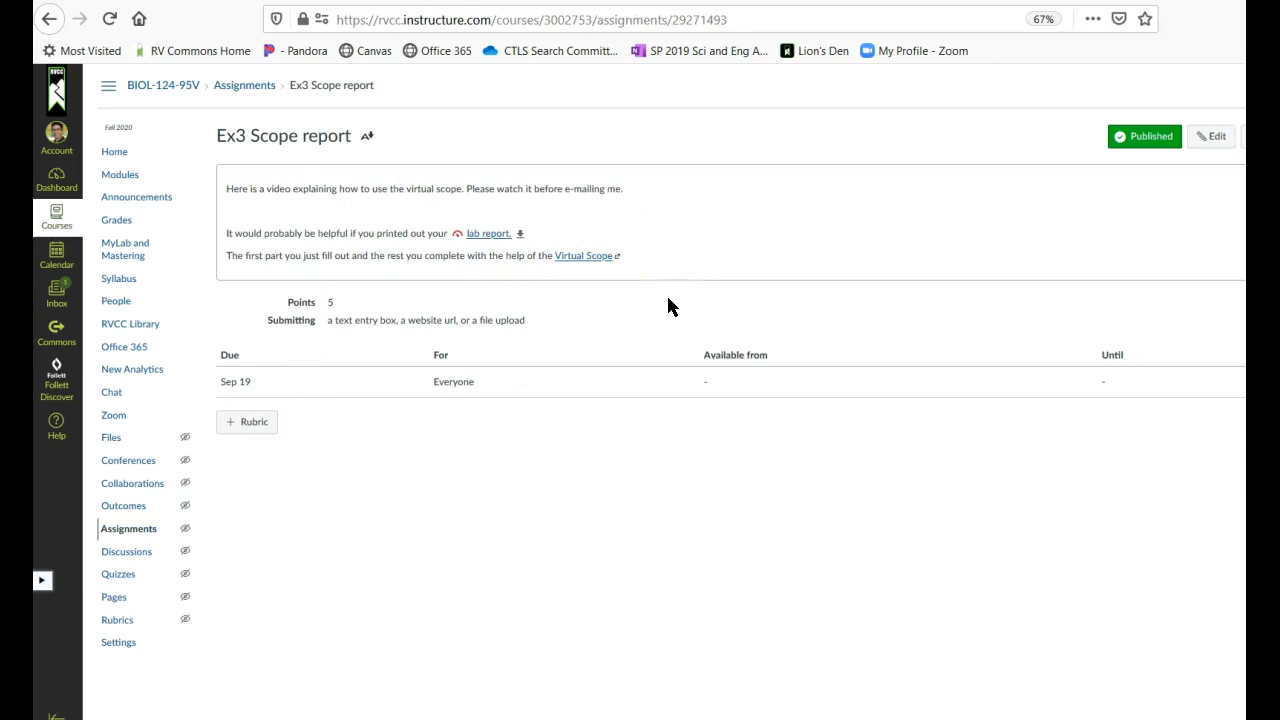 https://rvcc.instructure.com/courses/3002753/assignments/29271493
67%
Most Visited
RV Commons Home
- Pandora
Canvas
Office 365
CTLS Search Committ...
SP 2019 Sci and Eng A...
Lion's Den
My Profile - Zoom
RVCC
BIOL-124-95V › Assignments › Ex3 Scope report
Account
Dashboard
Courses
Calendar
1
Inbox
Commons
Follett
Follett
Discover
Help
Fall 2020
Home
Modules
Announcements
Grades
MyLab and
Mastering
Syllabus
People
RVCC Library
Office 365
New Analytics
Chat
Zoom
Files
Conferences
Collaborations
Outcomes
Assignments
Discussions
Quizzes
Pages
Rubrics
Settings
Ex3 Scope report
Published
Edit
Here is a video explaining how to use the virtual scope. Please watch it before e-mailing me.
It would probably be helpful if you printed out your lab report.
The first part you just fill out and the rest you complete with the help of the Virtual Scope
Points 5
Submitting a text entry box, a website url, or a file upload
Due For Available from Until
Sep 19 Everyone - -
+ Rubric